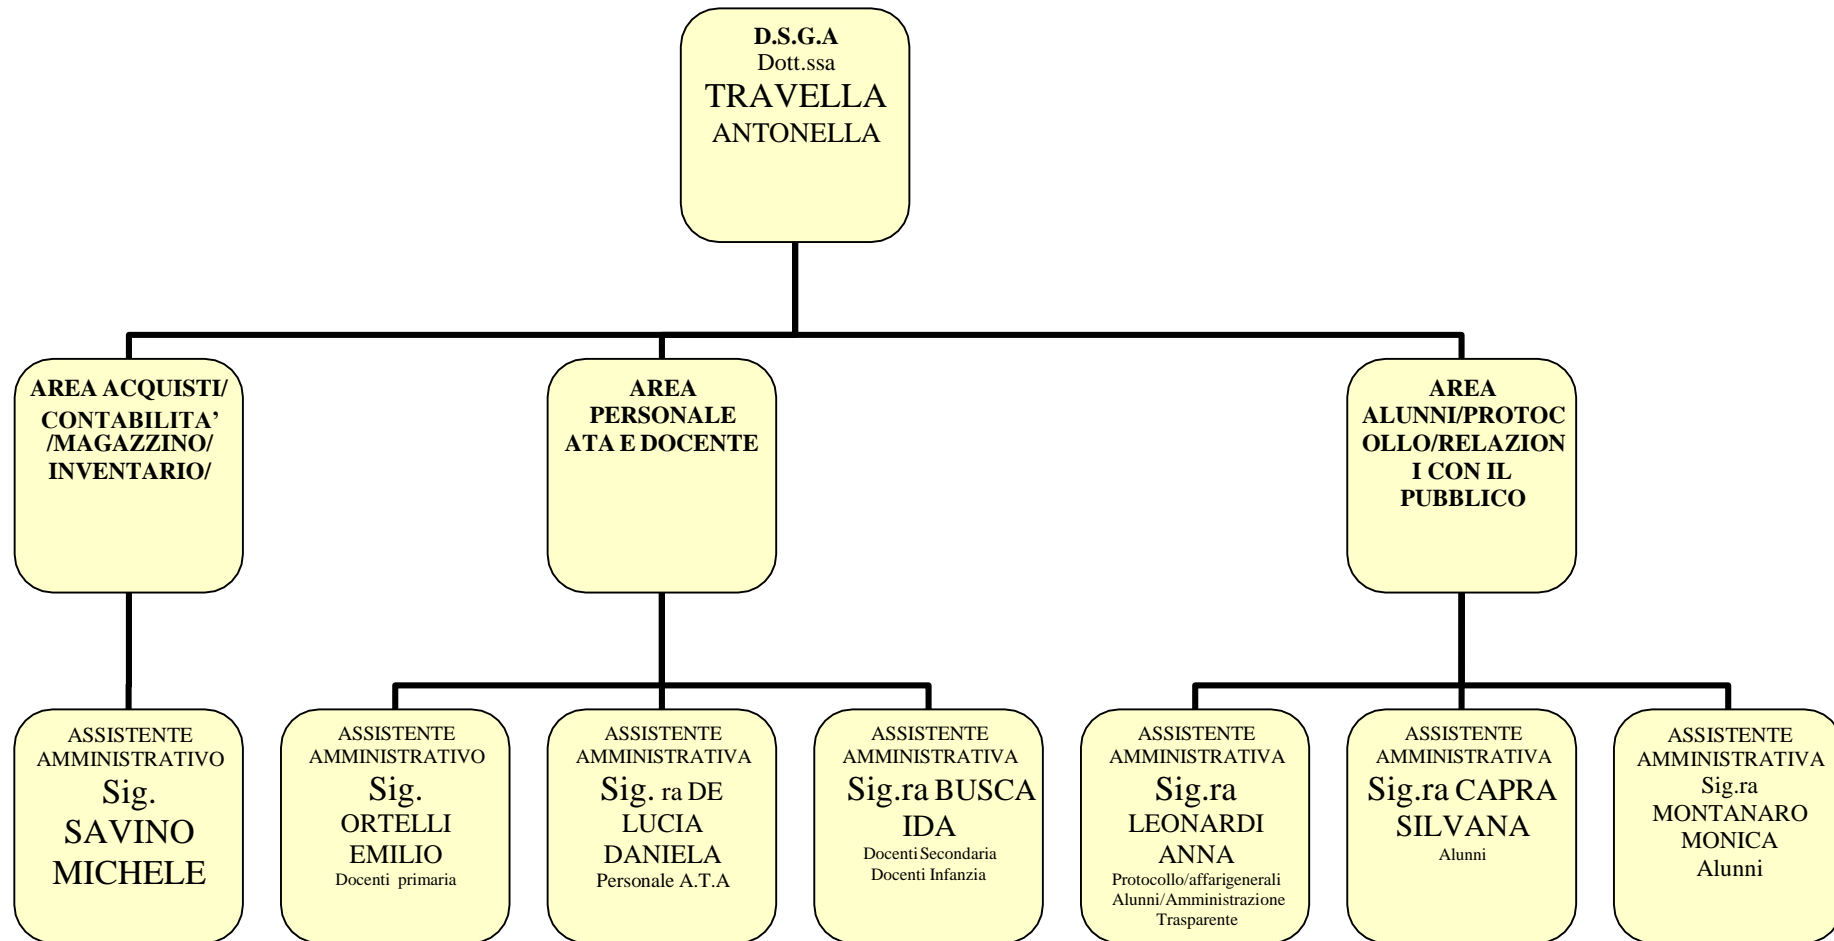 D.S.G.A
Dott.ssa
TRAVELLA
ANTONELLA
AREA ACQUISTI/
CONTABILITA’
/MAGAZZINO/
INVENTARIO/
AREA
PERSONALE
ATA E DOCENTE
AREA
ALUNNI/PROTOC
OLLO/RELAZION
I CON IL
PUBBLICO
ASSISTENTE
AMMINISTRATIVO
Sig.
SAVINO
MICHELE
ASSISTENTE
AMMINISTRATIVO
Sig.
ORTELLI
EMILIO
Docenti primaria
ASSISTENTE
AMMINISTRATIVA
Sig. ra DE
LUCIA
DANIELA
Personale A.T.A
ASSISTENTE
AMMINISTRATIVA
Sig.ra BUSCA
IDA
Docenti Secondaria
Docenti Infanzia
ASSISTENTE
AMMINISTRATIVA
Sig.ra
LEONARDI
ANNA
Protocollo/affarigenerali
Alunni/Amministrazione
Trasparente
ASSISTENTE
AMMINISTRATIVA
Sig.ra CAPRA
SILVANA
Alunni
ASSISTENTE
AMMINISTRATIVA
Sig.ra
MONTANARO
MONICA
Alunni